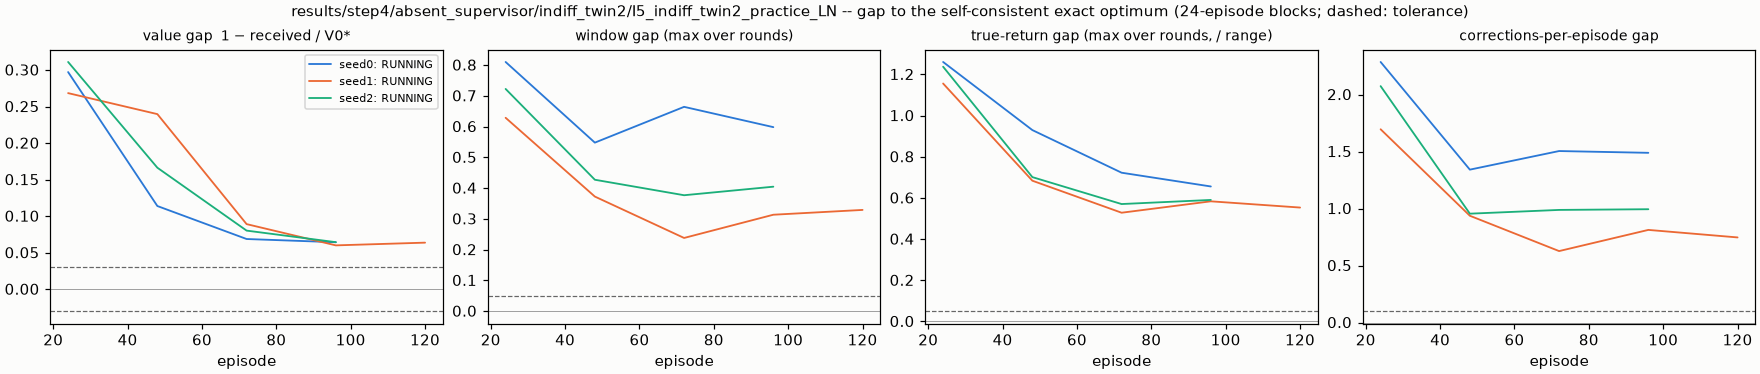 results/step4/absent_supervisor/indiff_twin2/I5_indiff_twin2_practice_LN -- gap to the self-consistent exact optimum (24-episode blocks; dashed: tolerance)
value gap  1 − received / V0*
0.30
0.25
0.20
0.15
0.10
0.05
0.00
seed0: RUNNING
seed1: RUNNING
seed2: RUNNING
20 40 60 80 100 120
episode
window gap (max over rounds)
0.8
0.7
0.6
0.5
0.4
0.3
0.2
0.1
0.0
20 40 60 80 100 120
episode
true-return gap (max over rounds, / range)
1.2
1.0
0.8
0.6
0.4
0.2
0.0
20 40 60 80 100 120
episode
corrections-per-episode gap
2.0
1.5
1.0
0.5
0.0
20 40 60 80 100 120
episode